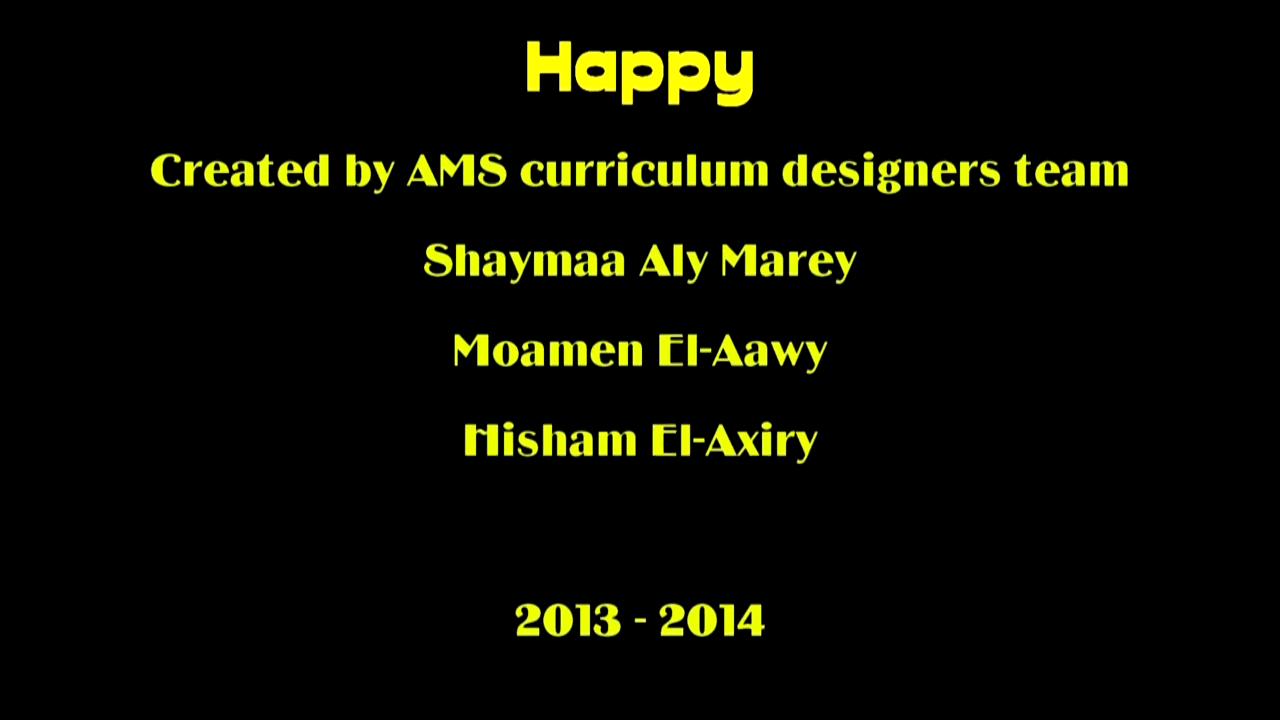 Happy
Created by AMS curriculum designers team
Shaymaa Aly Marey
Moamen El-Aawy
Hisham El-Axiry
2013 - 2014